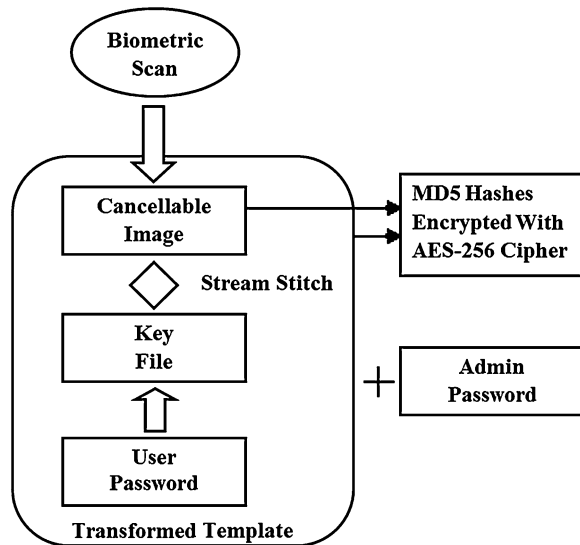 Biometric
Scan
Cancellable
Image
MD5 Hashes
Encrypted With
AES-256 Cipher
Stream Stitch
Key
File
Admin
Password
User
Password
Transformed Template